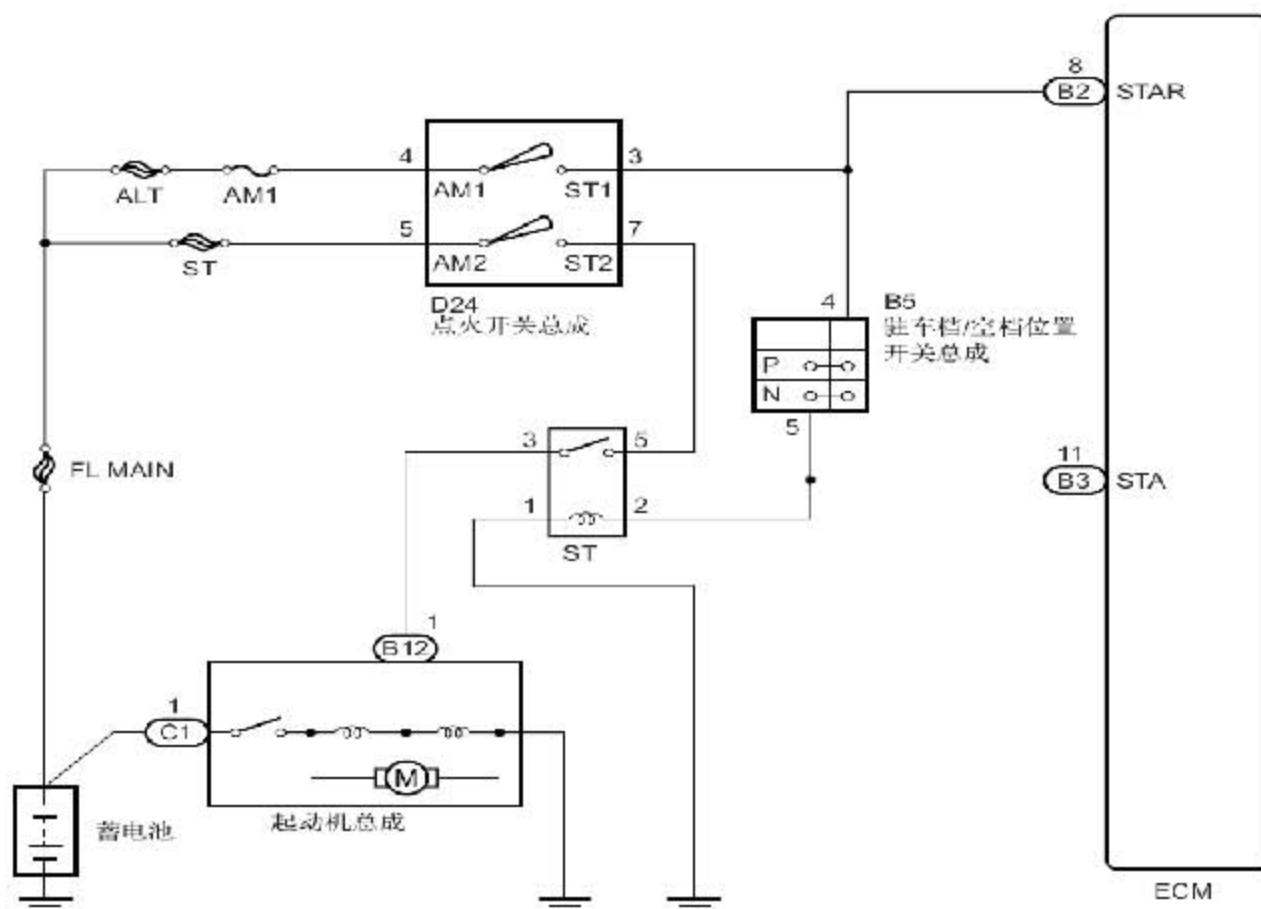 8
B2 STAR
ALT AM1
4 AM1 ST1 3
ST
5 AM2 ST2 7
D24
点火开关总成
4
B5
驻车档/空档位置
开关总成
P
N
5
FL MAIN
3 5
1 2
ST
11
B3 STA
1
B12
1
C1
M
起动机总成
蓄电池
ECM